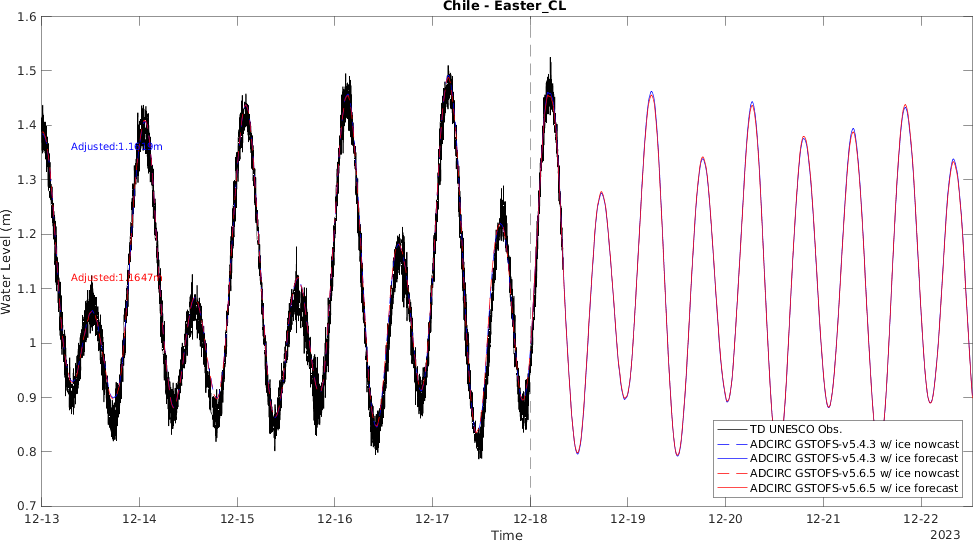 Chile - Easter_CL
1.6
1.5
1.4
1.3
1.2
1.1
1
0.9
0.8
0.7
Water Level (m)
Adjusted:1.1647m
TD UNESCO Obs.
ADCIRC GSTOFS-v5.4.3 w/ ice nowcast
ADCIRC GSTOFS-v5.4.3 w/ ice forecast
ADCIRC GSTOFS-v5.6.5 w/ ice nowcast
ADCIRC GSTOFS-v5.6.5 w/ ice forecast
12-13 12-14 12-15 12-16 12-17 12-18 12-19 12-20 12-21 12-22
Time
2023